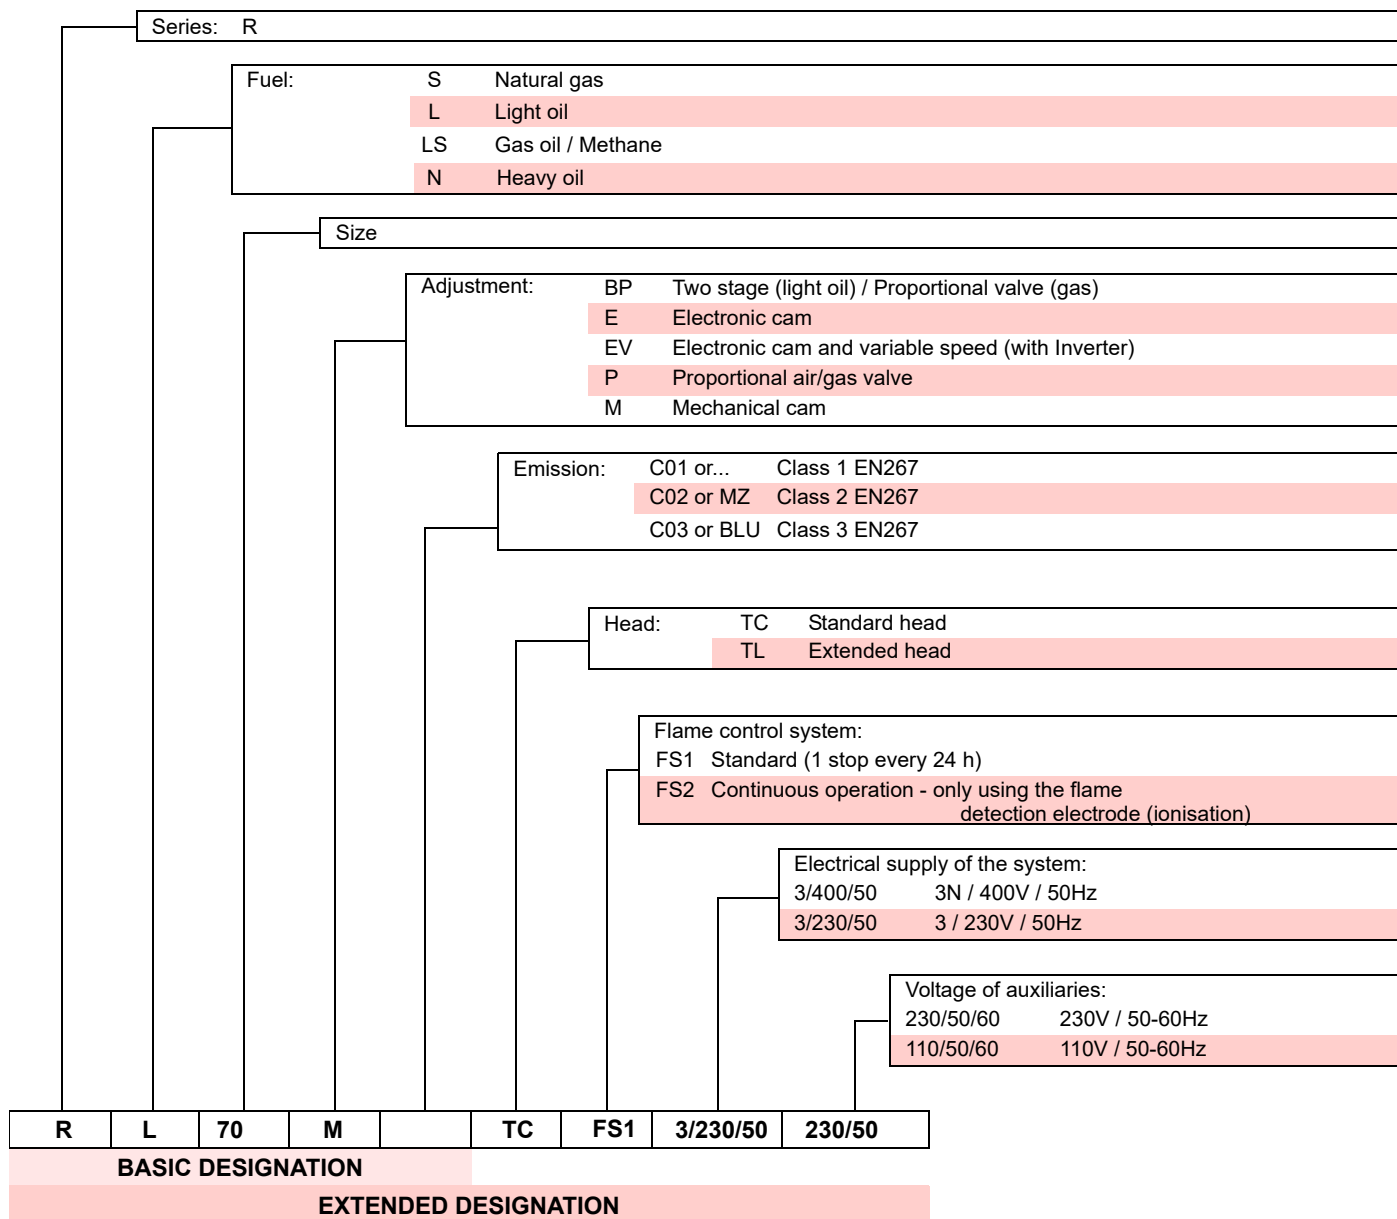 Series: R
Fuel: S Natural gas
L Light oil
LS Gas oil / Methane
N Heavy oil
Size
Adjustment: BP Two stage (light oil) / Proportional valve (gas)
E Electronic cam
EV Electronic cam and variable speed (with Inverter)
P Proportional air/gas valve
M Mechanical cam
Emission: C01 or... Class 1 EN267
C02 or MZ Class 2 EN267
C03 or BLU Class 3 EN267
Head: TC Standard head
TL Extended head
Flame control system:
FS1 Standard (1 stop every 24 h)
FS2 Continuous operation - only using the flame
detection electrode (ionisation)
Electrical supply of the system:
3/400/50 3N / 400V / 50Hz
3/230/50 3 / 230V / 50Hz
Voltage of auxiliaries:
230/50/60 230V / 50-60Hz
110/50/60 110V / 50-60Hz
R L 70 M TC FS1 3/230/50 230/50
BASIC DESIGNATION
EXTENDED DESIGNATION